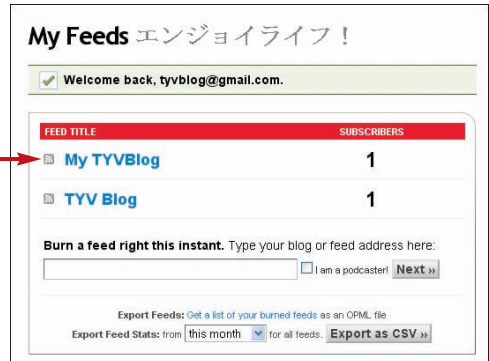 My Feeds エンジョイライフ！
Welcome back, tyvblog@gmail.com.
FEED TITLE SUBSCRIBERS
My TYVBlog 1
TYV Blog 1
Burn a feed right this instant. Type your blog or feed address here:
I am a podcaster! Next »
Export Feeds: Get a list of your burned feeds as an OPML file
Export Feed Stats: from this month for all feeds. Export as CSV »